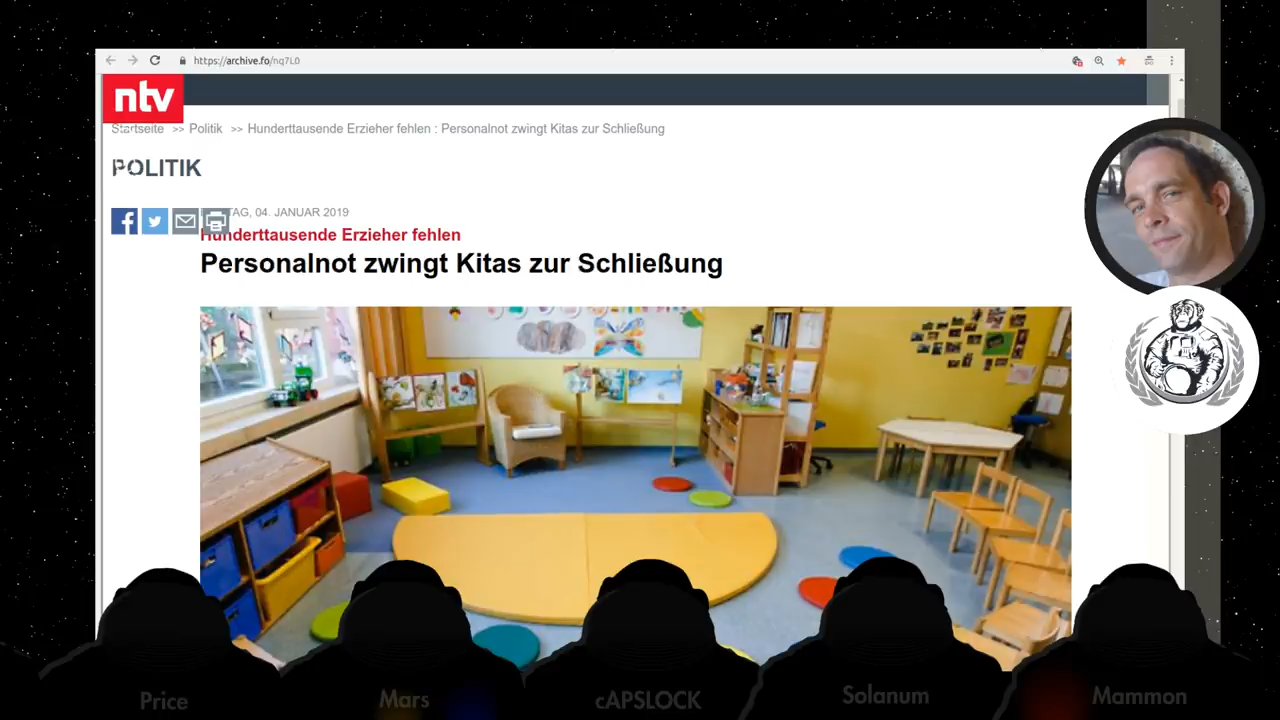 https://archive.fo/nq7L0
ntv
Startseite >> Politik >> Hunderttausende Erzieher fehlen : Personalnot zwingt Kitas zur Schließung
POLITIK
TAG, 04. JANUAR 2019
Hunderttausende Erzieher fehlen
Personalnot zwingt Kitas zur Schließung
Price
Mars
cAPSLOCK
Solanum
Mammon